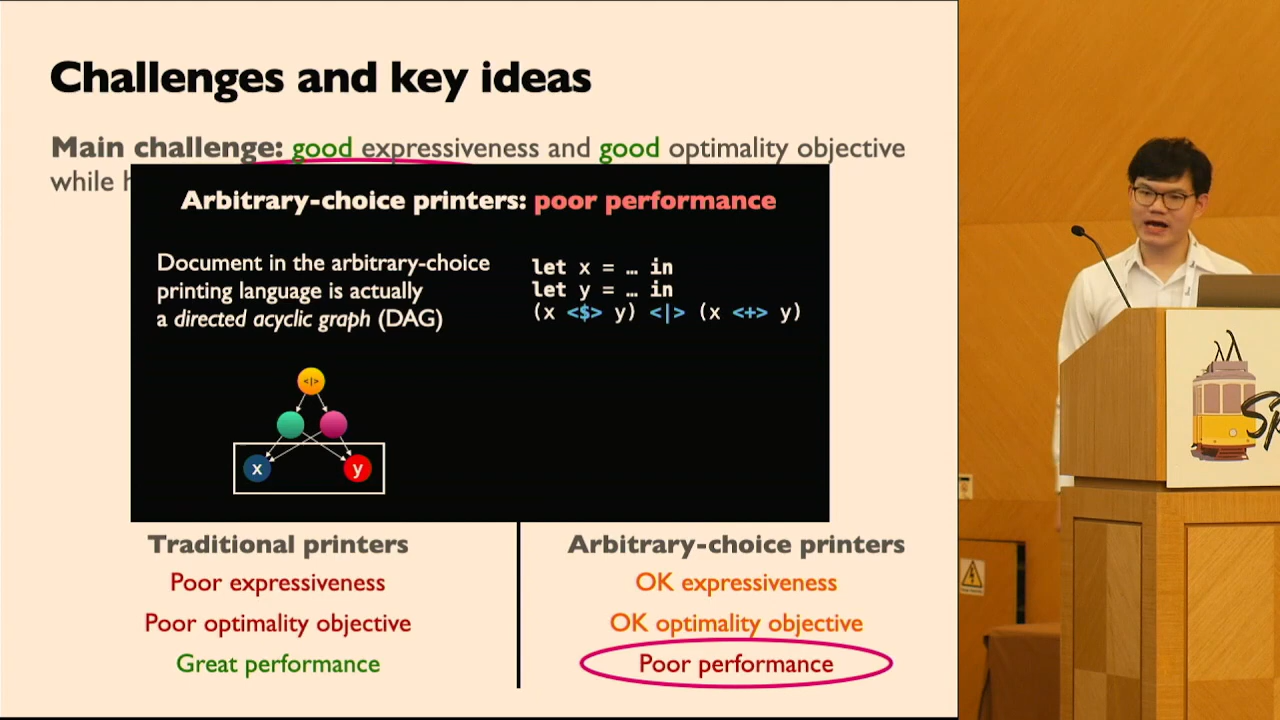 Challenges and key ideas
Main challenge: good expressiveness and good optimality objective
while
Arbitrary-choice printers: poor performance
Document in the arbitrary-choice
printing language is actually
a directed acyclic graph (DAG)
let x = … in
let y = … in
(x <$> y) <|> (x <+> y)
<|>
x
y
Traditional printers
Poor expressiveness
Poor optimality objective
Great performance
Arbitrary-choice printers
OK expressiveness
OK optimality objective
Poor performance